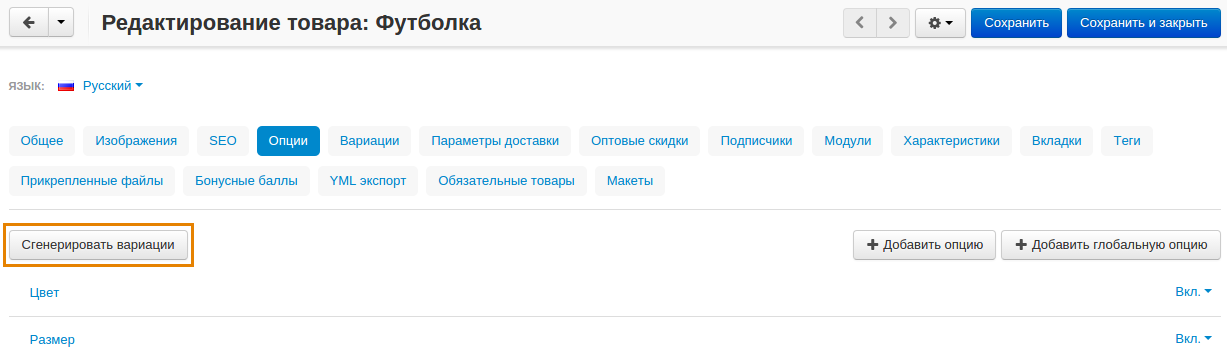 Редактирование товара: Футболка
Сохранить
Сохранить и закрыть
ЯЗЫК: Русский
Общее Изображения SEO Опции Вариации Параметры доставки Оптовые скидки Подписчики Модули Характеристики Вкладки Теги
Прикрепленные файлы Бонусные баллы YML экспорт Обязательные товары Макеты
Сгенерировать вариации Добавить опцию Добавить глобальную опцию
Цвет Вкл.
Размер Вкл.